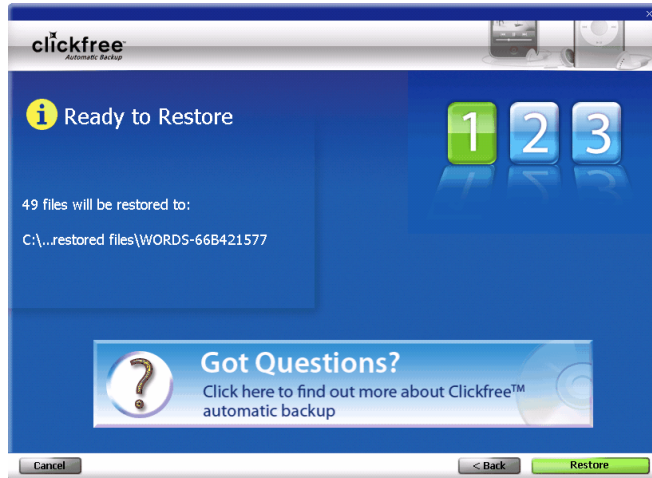 clickfree™
Automatic Backup
i Ready to Restore
1 2 3
49 files will be restored to:
C:\...restored files\WORDS-66B421577
?
Got Questions?
Click here to find out more about Clickfree™
automatic backup
Cancel
< Back
Restore